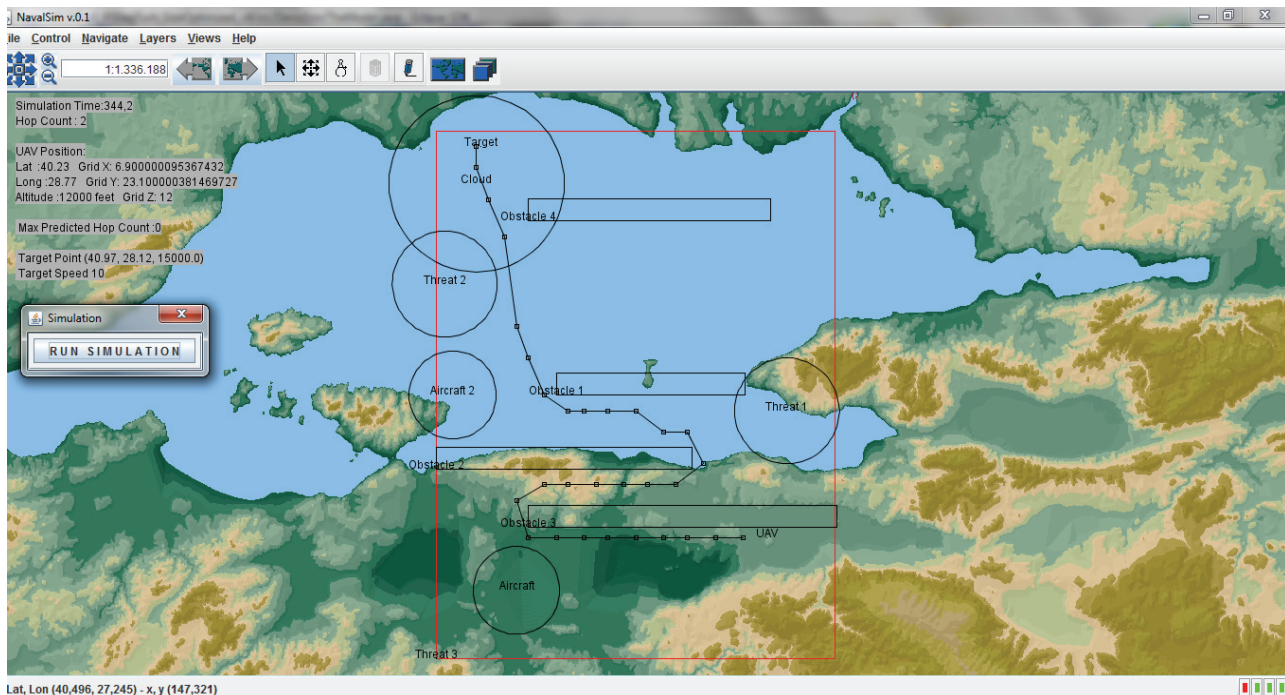 NavalSim v.0.1
ile Control Navigate Layers Views Help
1:1.336.188
Simulation Time:344,2
Hop Count : 2
UAV Position:
Lat :40.23 Grid X: 6.900000095367432
Long :28.77 Grid Y: 23.100000381469727
Altitude :12000 feet Grid Z: 12
Max Predicted Hop Count :0
Target Point (40.97, 28.12, 15000.0)
Target Speed 10
Simulation
RUN SIMULATION
Target
Cloud
Obstacle 4
Threat 2
Aircraft 2
Obstacle 1
Threat 1
Obstacle 2
Obstacle 3
UAV
Aircraft
Threat 3
Lat, Lon (40,496, 27,245) - x, y (147,321)